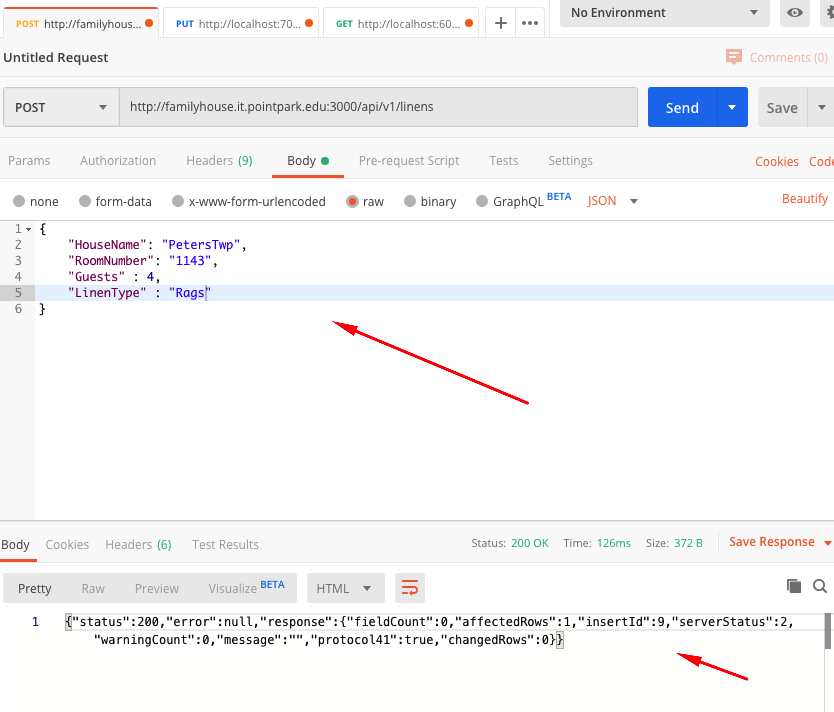 POST http://familyhous... PUT http://localhost:70... GET http://localhost:60... + ••• No Environment
Untitled Request Comments (0)
POST http://familyhouse.it.pointpark.edu:3000/api/v1/linens Send Save
Params Authorization Headers (9) Body Pre-request Script Tests Settings Cookies Code
none form-data x-www-form-urlencoded raw binary GraphQL BETA JSON Beautify
1 {
2 "HouseName": "PetersTwp",
3 "RoomNumber": "1143",
4 "Guests" : 4,
5 "LinenType" : "Rags"
6 }
Body Cookies Headers (6) Test Results Status: 200 OK Time: 126ms Size: 372 B Save Response
Pretty Raw Preview Visualize BETA HTML
1 {"status":200,"error":null,"response":{"fieldCount":0,"affectedRows":1,"insertId":9,"serverStatus":2,
"warningCount":0,"message":"","protocol41":true,"changedRows":0}}